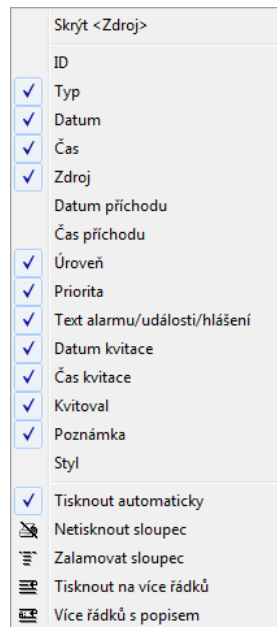 Skrýt <Zdroj>
ID
Typ
Datum
Čas
Zdroj
Datum příchodu
Čas příchodu
Úroveň
Priorita
Text alarmu/události/hlášení
Datum kvitace
Čas kvitace
Kvitoval
Poznámka
Styl
Tisknout automaticky
Netisknout sloupec
Zalamovat sloupec
Tisknout na více řádků
Více řádků s popisem